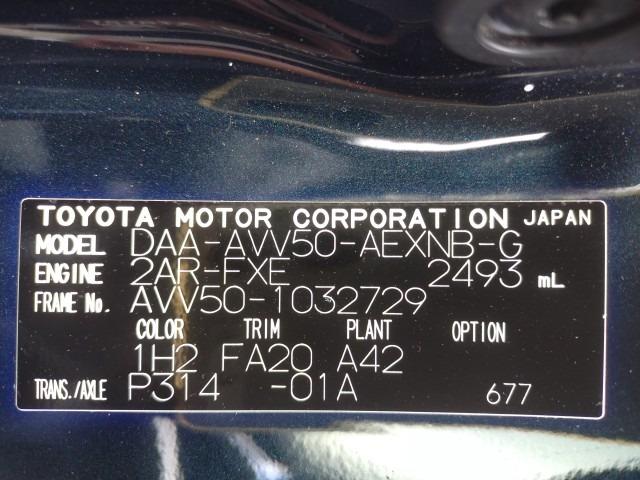 TOYOTA MOTOR CORPORATION JAPAN
MODEL DAA-AVV50-AEXNB-G
ENGINE 2AR-FXE 2493 mL
FRAME No. AVV50-1032729
COLOR TRIM PLANT OPTION
1H2 FA20 A42
TRANS./AXLE P314 -01A 677